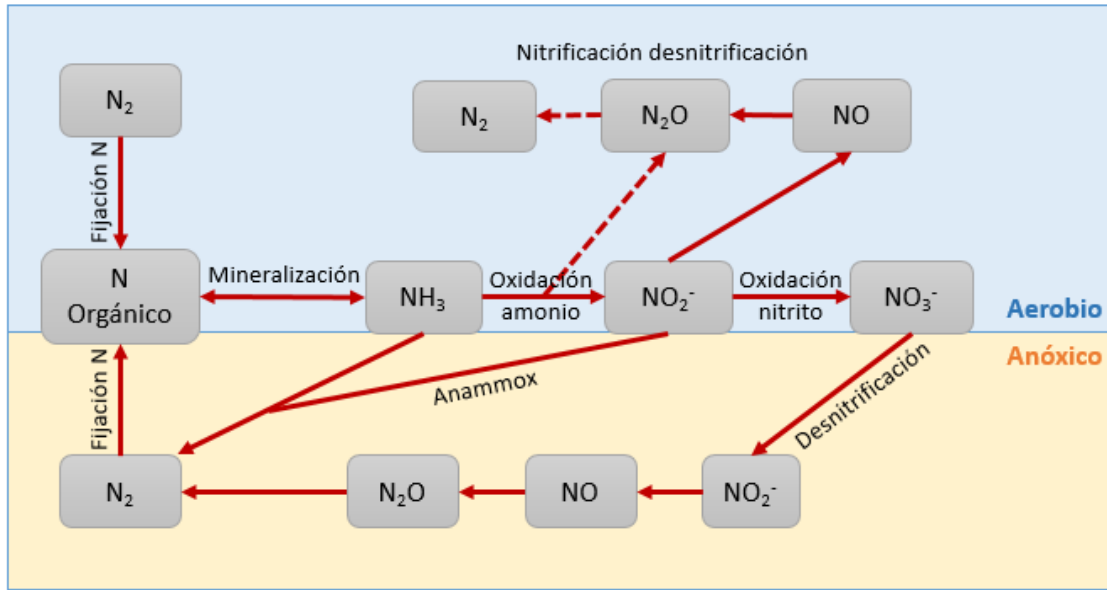 Nitrificación desnitrificación
N₂
N₂
N₂O
NO
Fijación N
N
Orgánico
Mineralización
NH₃
Oxidación
amonio
NO₂⁻
Oxidación
nitrito
NO₃⁻
Aerobio
Anóxico
Fijación N
Anammox
Desnitrificación
N₂
N₂O
NO
NO₂⁻